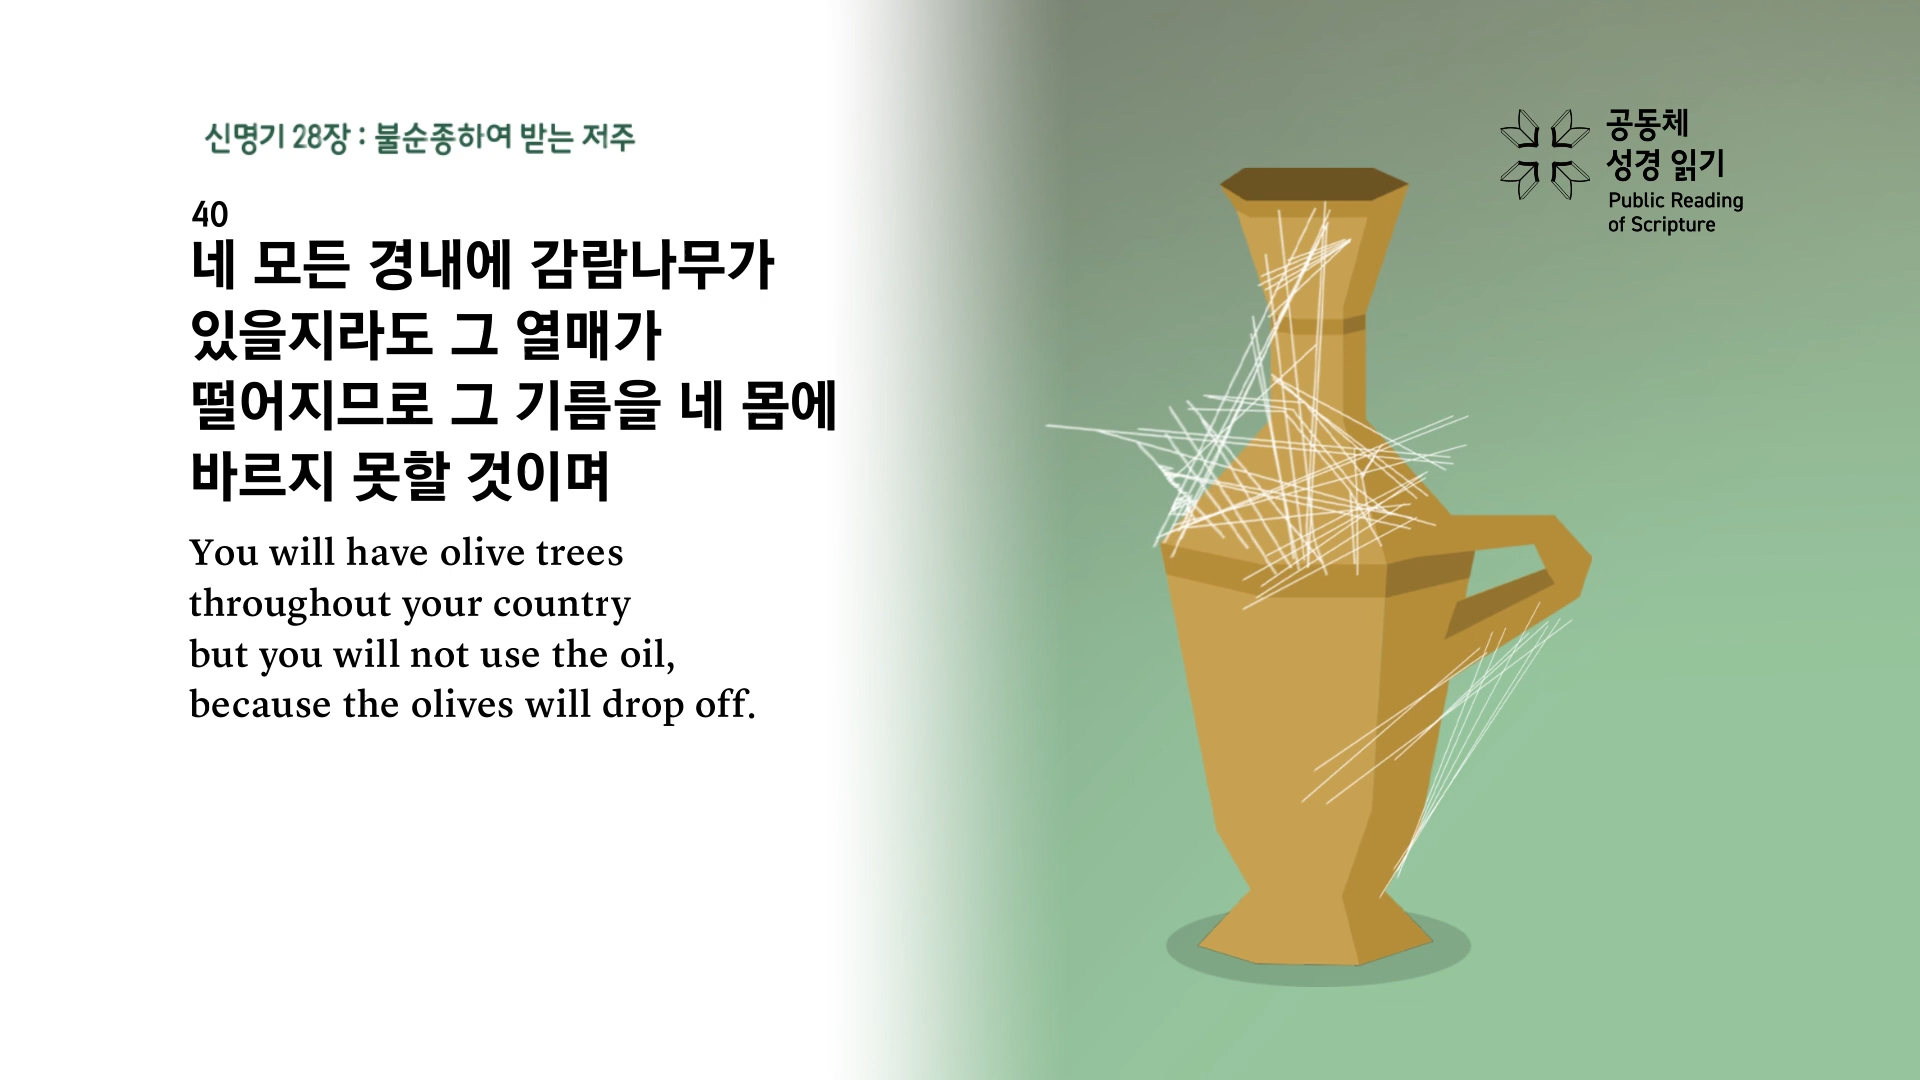 신명기 28장 : 불순종하여 받는 저주
40
네 모든 경내에 감람나무가
있을지라도 그 열매가
떨어지므로 그 기름을 네 몸에
바르지 못할 것이며
You will have olive trees
throughout your country
but you will not use the oil,
because the olives will drop off.
공동체
성경 읽기
Public Reading
of Scripture